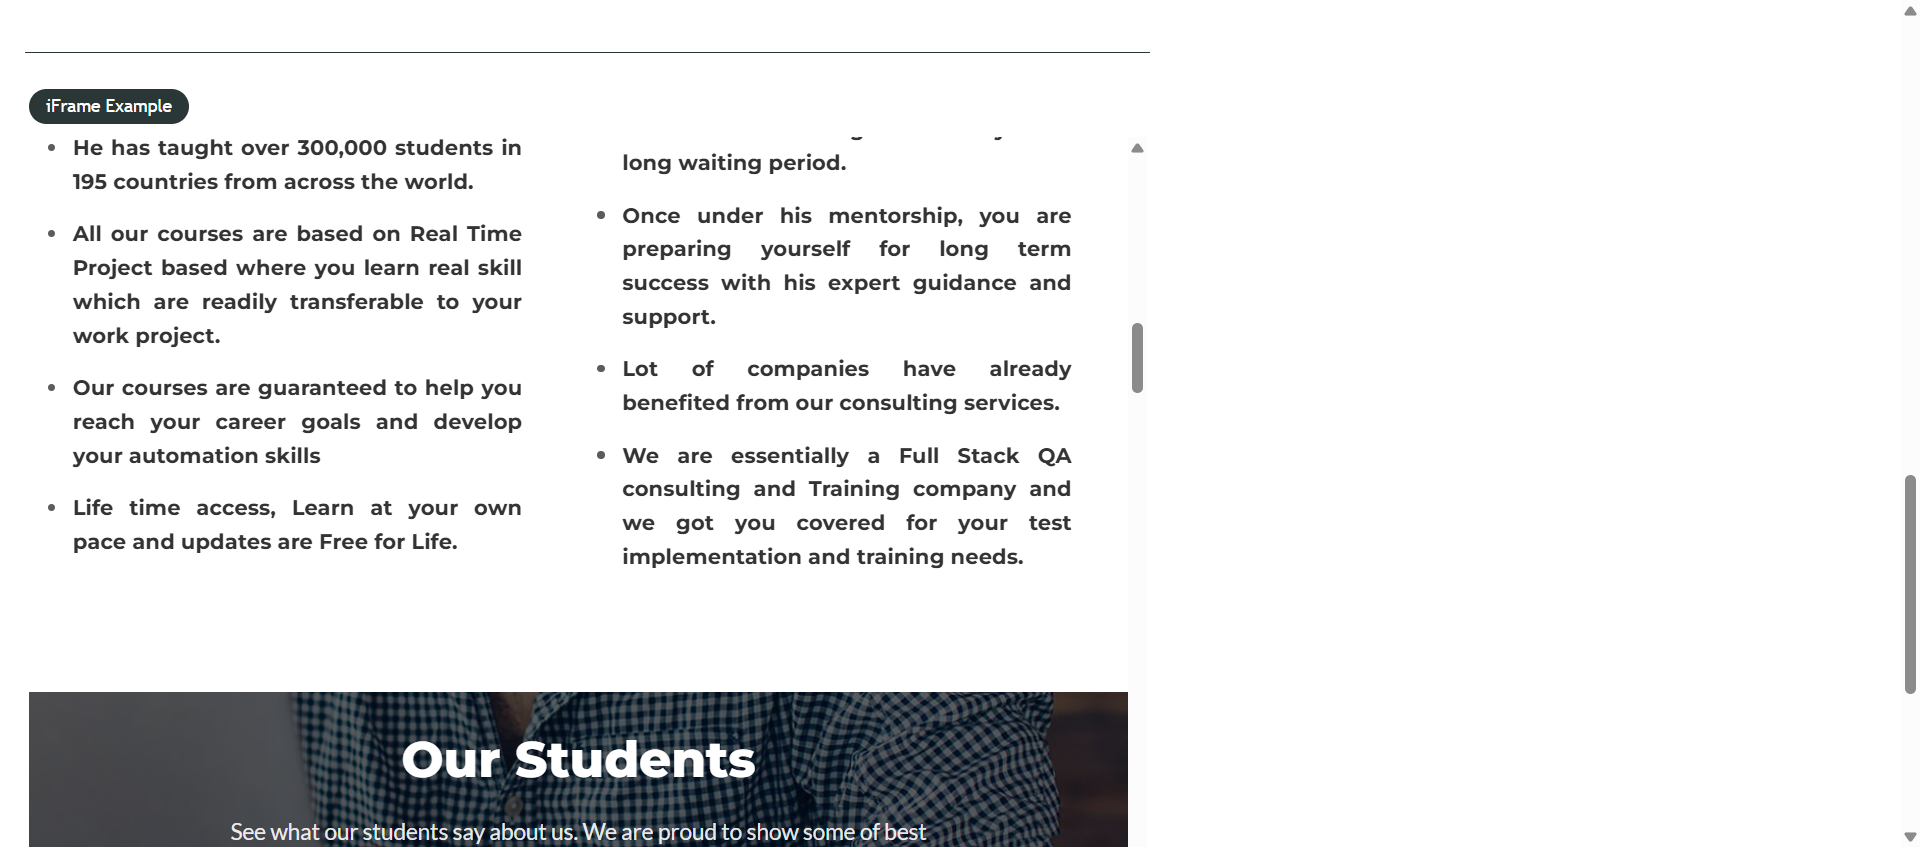 iFrame Example
He has taught over 300,000 students in
195 countries from across the world.
All our courses are based on Real Time
Project based where you learn real skill
which are readily transferable to your
work project.
Our courses are guaranteed to help you
reach your career goals and develop
your automation skills
Life time access, Learn at your own
pace and updates are Free for Life.
long waiting period.
Once under his mentorship, you are
preparing yourself for long term
success with his expert guidance and
support.
Lot of companies have already
benefited from our consulting services.
We are essentially a Full Stack QA
consulting and Training company and
we got you covered for your test
implementation and training needs.
Our Students
See what our students say about us. We are proud to show some of best